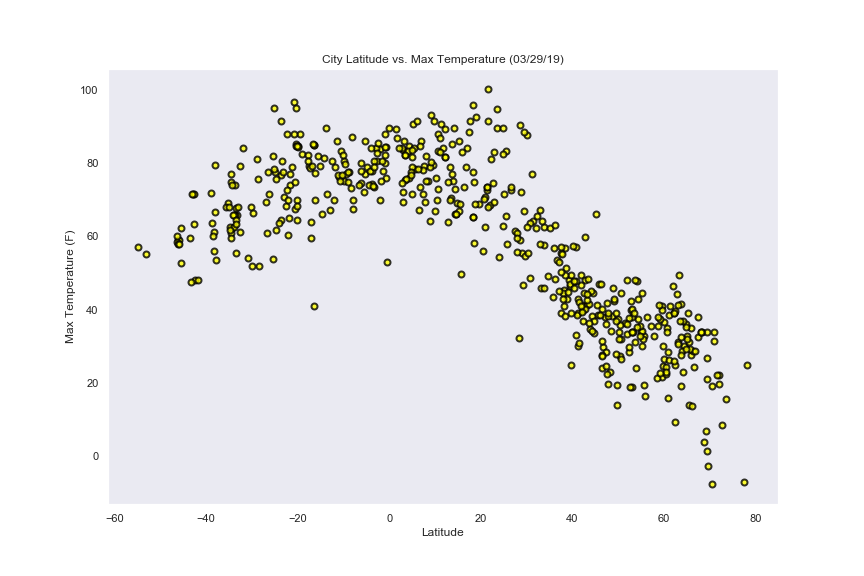 City Latitude vs. Max Temperature (03/29/19)
100
80
60
40
20
0
Max Temperature (F)
−60 −40 −20 0 20 40 60 80
Latitude